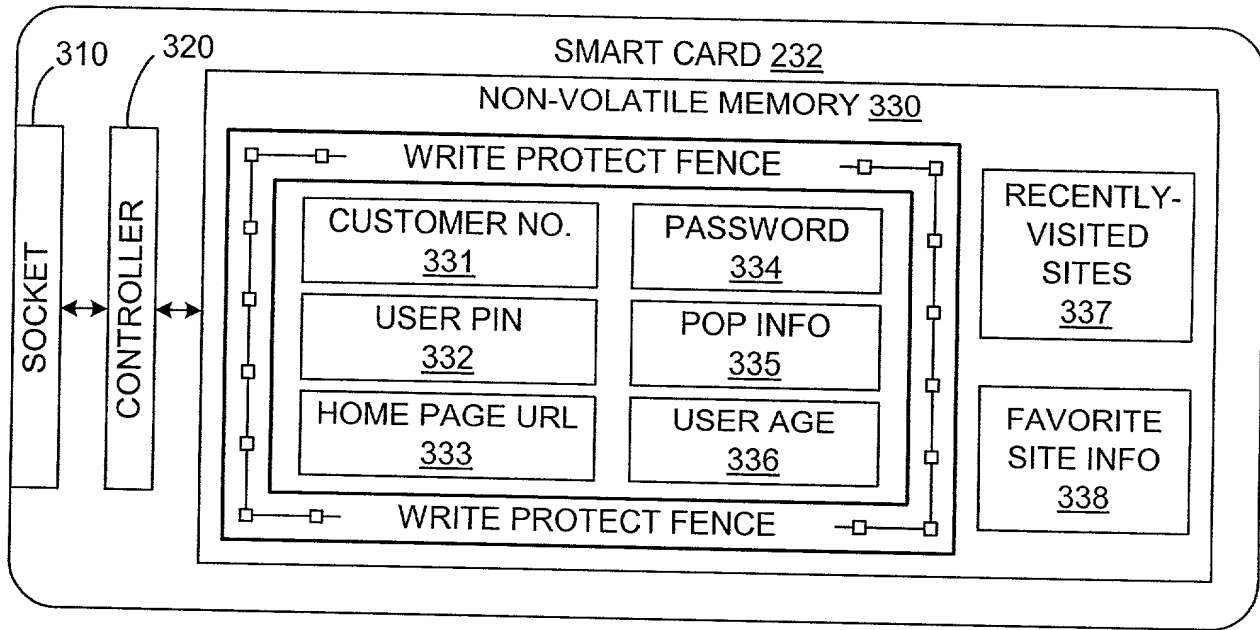 310
320
SMART CARD 232
NON-VOLATILE MEMORY 330
SOCKET
CONTROLLER
WRITE PROTECT FENCE
CUSTOMER NO.
331
PASSWORD
334
USER PIN
332
POP INFO
335
HOME PAGE URL
333
USER AGE
336
WRITE PROTECT FENCE
RECENTLY-
VISITED
SITES
337
FAVORITE
SITE INFO
338